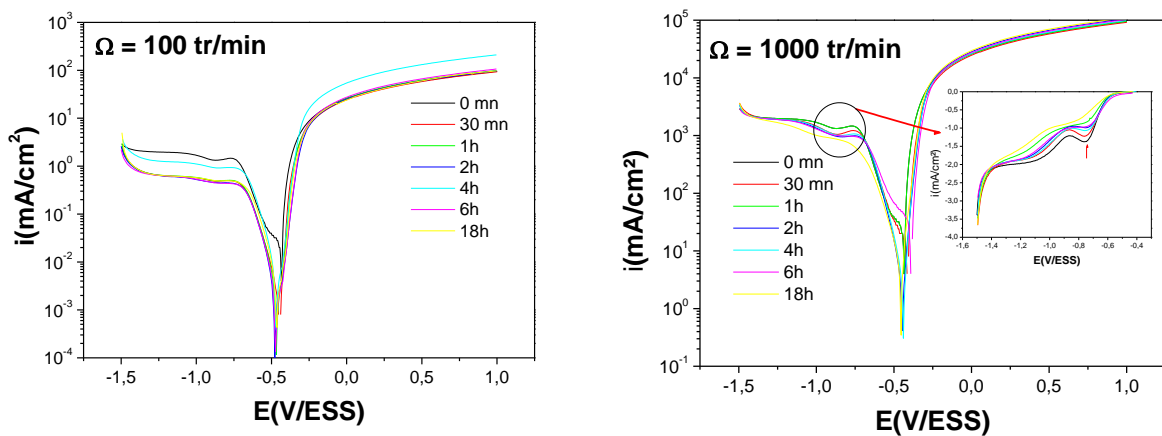 Ω = 100 tr/min
10³
10²
10¹
10⁰
10⁻¹
10⁻²
10⁻³
10⁻⁴
i(mA/cm²)
0 mn
30 mn
1h
2h
4h
6h
18h
-1,5
-1,0
-0,5
0,0
0,5
1,0
E(V/ESS)
Ω = 1000 tr/min
10⁵
10⁴
10³
10²
10¹
10⁰
10⁻¹
i(mA/cm²)
0 mn
30 mn
1h
2h
4h
6h
18h
0,0
-0,5
-1,0
-1,5
-2,0
-2,5
-3,0
-3,5
-4,0
i(mA/cm²)
-1,6
-1,4
-1,2
-1,0
-0,8
-0,6
-0,4
E(V/ESS)
-1,5
-1,0
-0,5
0,0
0,5
1,0
E(V/ESS)